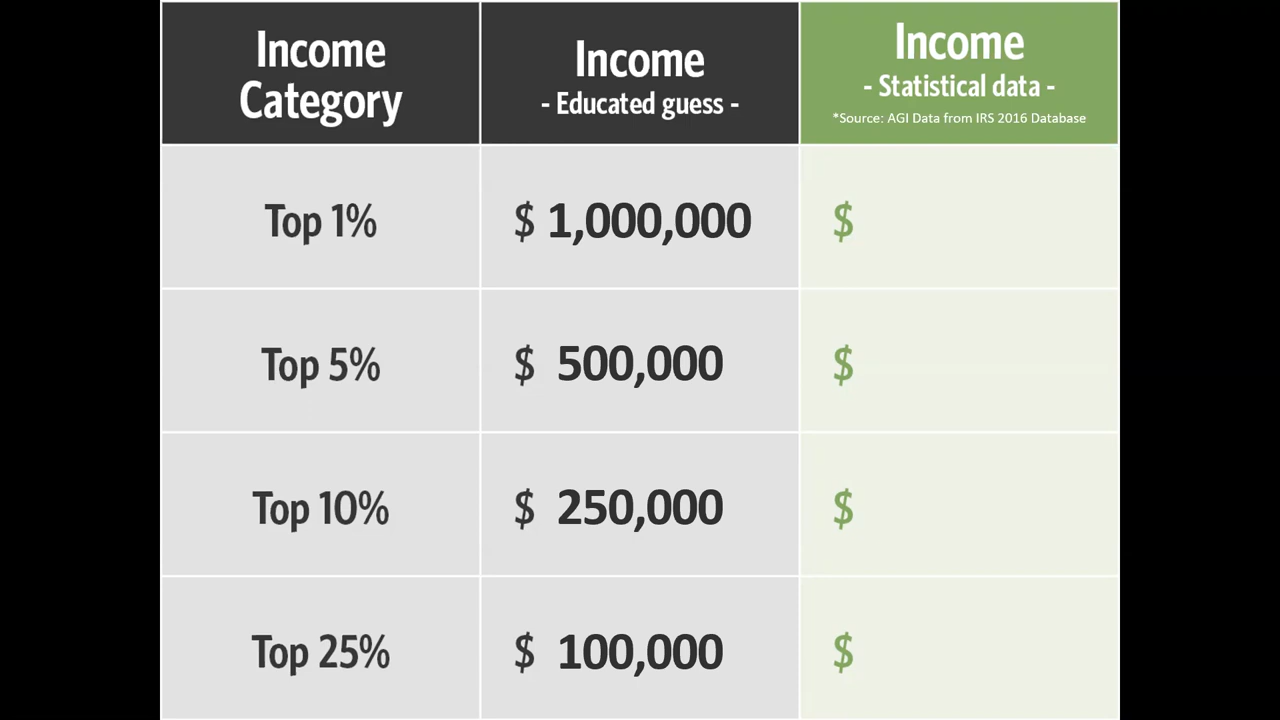 Income
Category
Income
- Educated guess -
Income
- Statistical data -
*Source: AGI Data from IRS 2016 Database
Top 1%
$ 1,000,000
$
Top 5%
$ 500,000
$
Top 10%
$ 250,000
$
Top 25%
$ 100,000
$